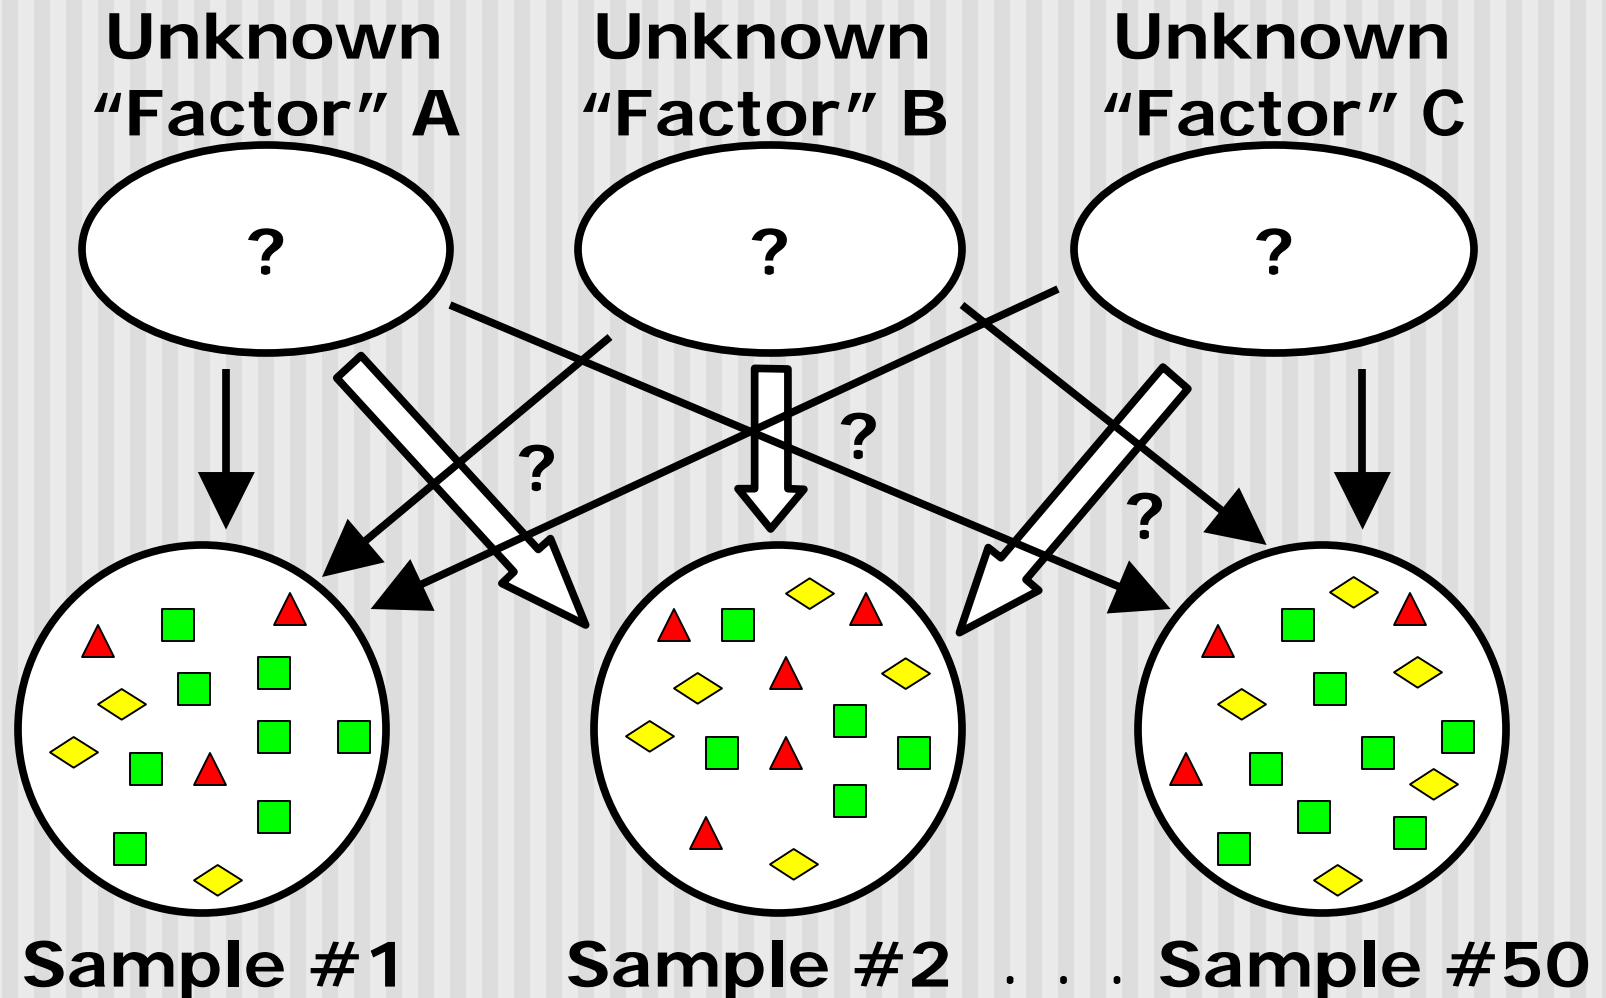 Unknown Unknown Unknown
“Factor” A “Factor” B “Factor” C
? ? ?
?
?
?
Sample #1 Sample #2 . . . Sample #50